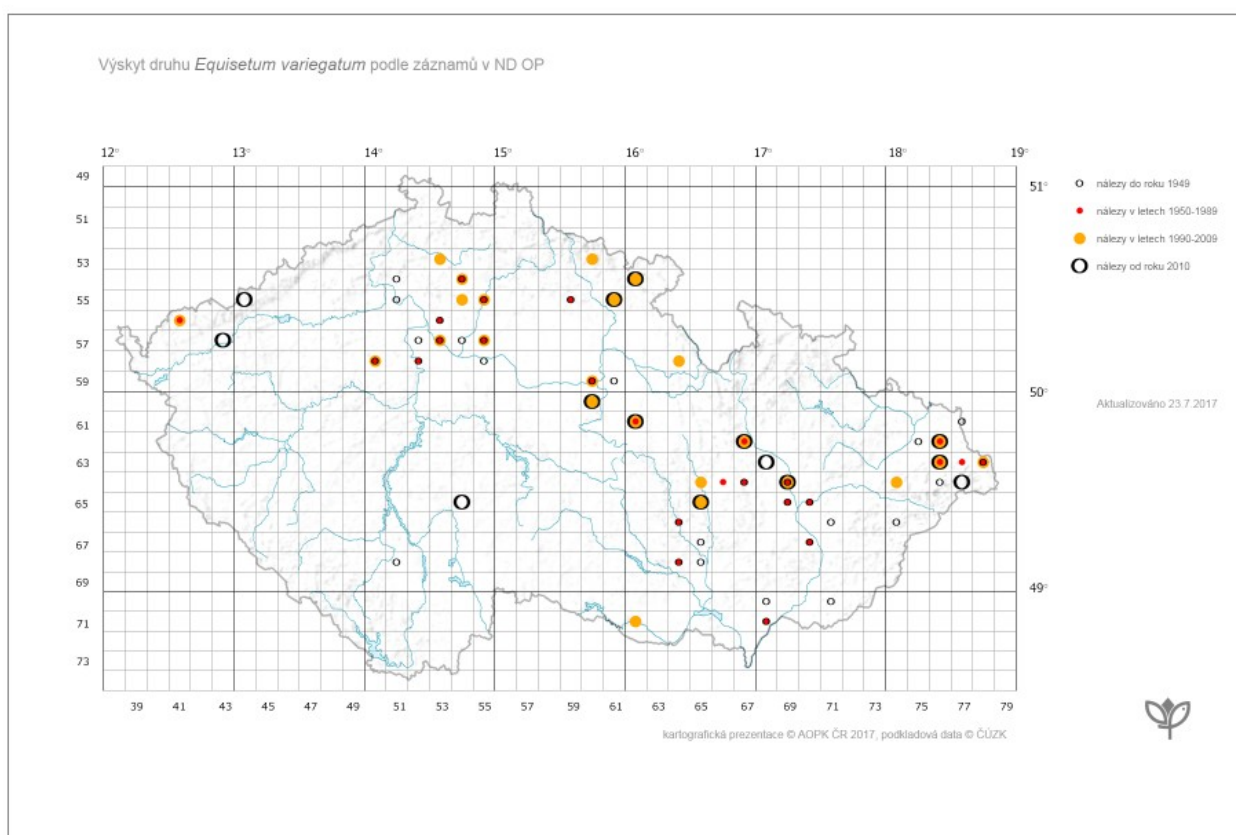 Výskyt druhu Equisetum variegatum podle záznamů v ND OP
12° 13° 14° 15° 16° 17° 18° 19°
49
51
53
55
57
59
61
63
65
67
69
71
73
51°
50°
49°
39 41 43 45 47 49 51 53 55 57 59 61 63 65 67 69 71 73 75 77 79
nálezy do roku 1949
nálezy v letech 1950-1989
nálezy v letech 1990-2009
nálezy od roku 2010
Aktualizováno 23.7.2017
kartografická prezentace © AOPK ČR 2017, podkladová data © ČÚZK